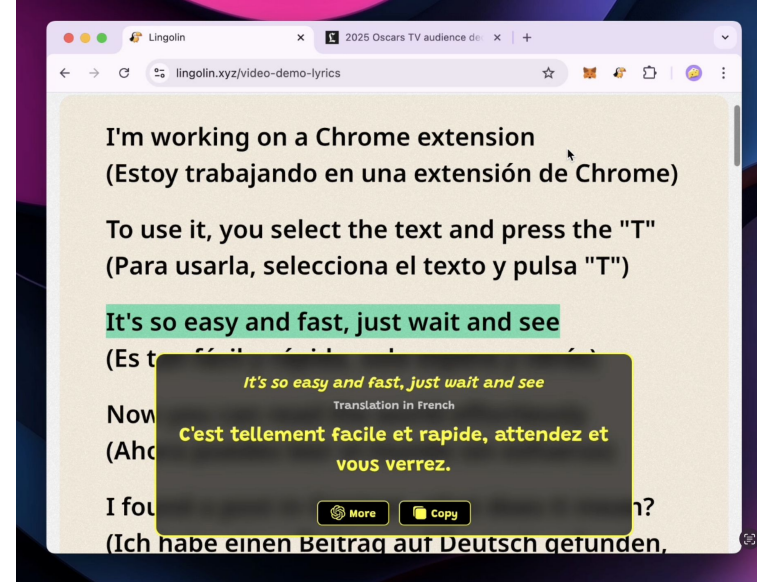 Lingolin
2025 Oscars TV audience de
lingolin.xyz/video-demo-lyrics
I'm working on a Chrome extension
(Estoy trabajando en una extensión de Chrome)
To use it, you select the text and press the "T"
(Para usarla, selecciona el texto y pulsa "T")
It's so easy and fast, just wait and see
(Es t
It's so easy and fast, just wait and see
Translation in French
C'est tellement facile et rapide, attendez et
vous verrez.
Now
(Aho
More
Copy
I fou n?
(Ich habe einen Beitrag auf Deutsch gefunden,